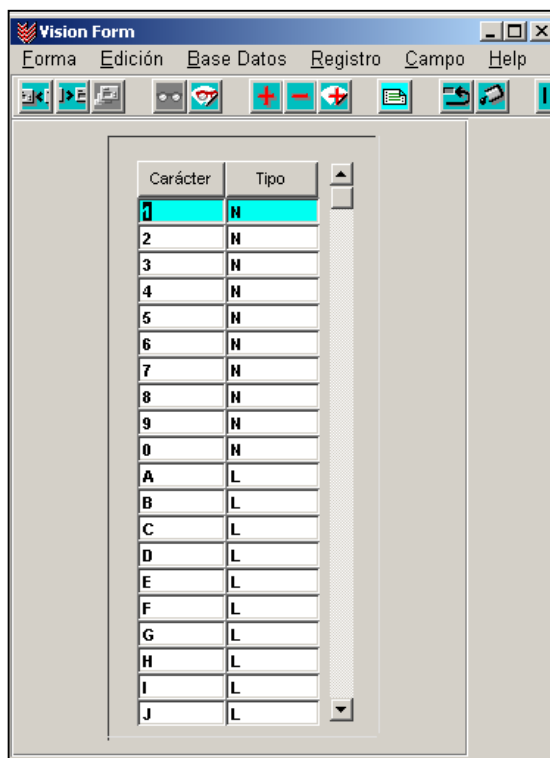 Vision Form
Forma Edición Base Datos Registro Campo Help
Carácter Tipo
1 N
2 N
3 N
4 N
5 N
6 N
7 N
8 N
9 N
0 N
A L
B L
C L
D L
E L
F L
G L
H L
I L
J L